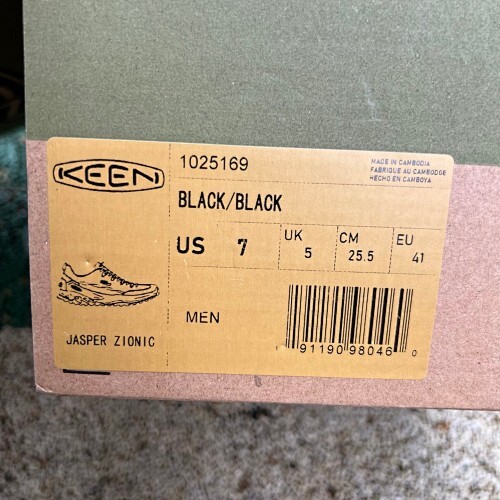 KEEN
1025169
MADE IN CAMBODIA
FABRIQUE AU CAMBODGE
HECHO EN CAMBOYA
BLACK/BLACK
US 7
UK 5
CM 25.5
EU 41
MEN
JASPER ZIONIC
91190 98046 0